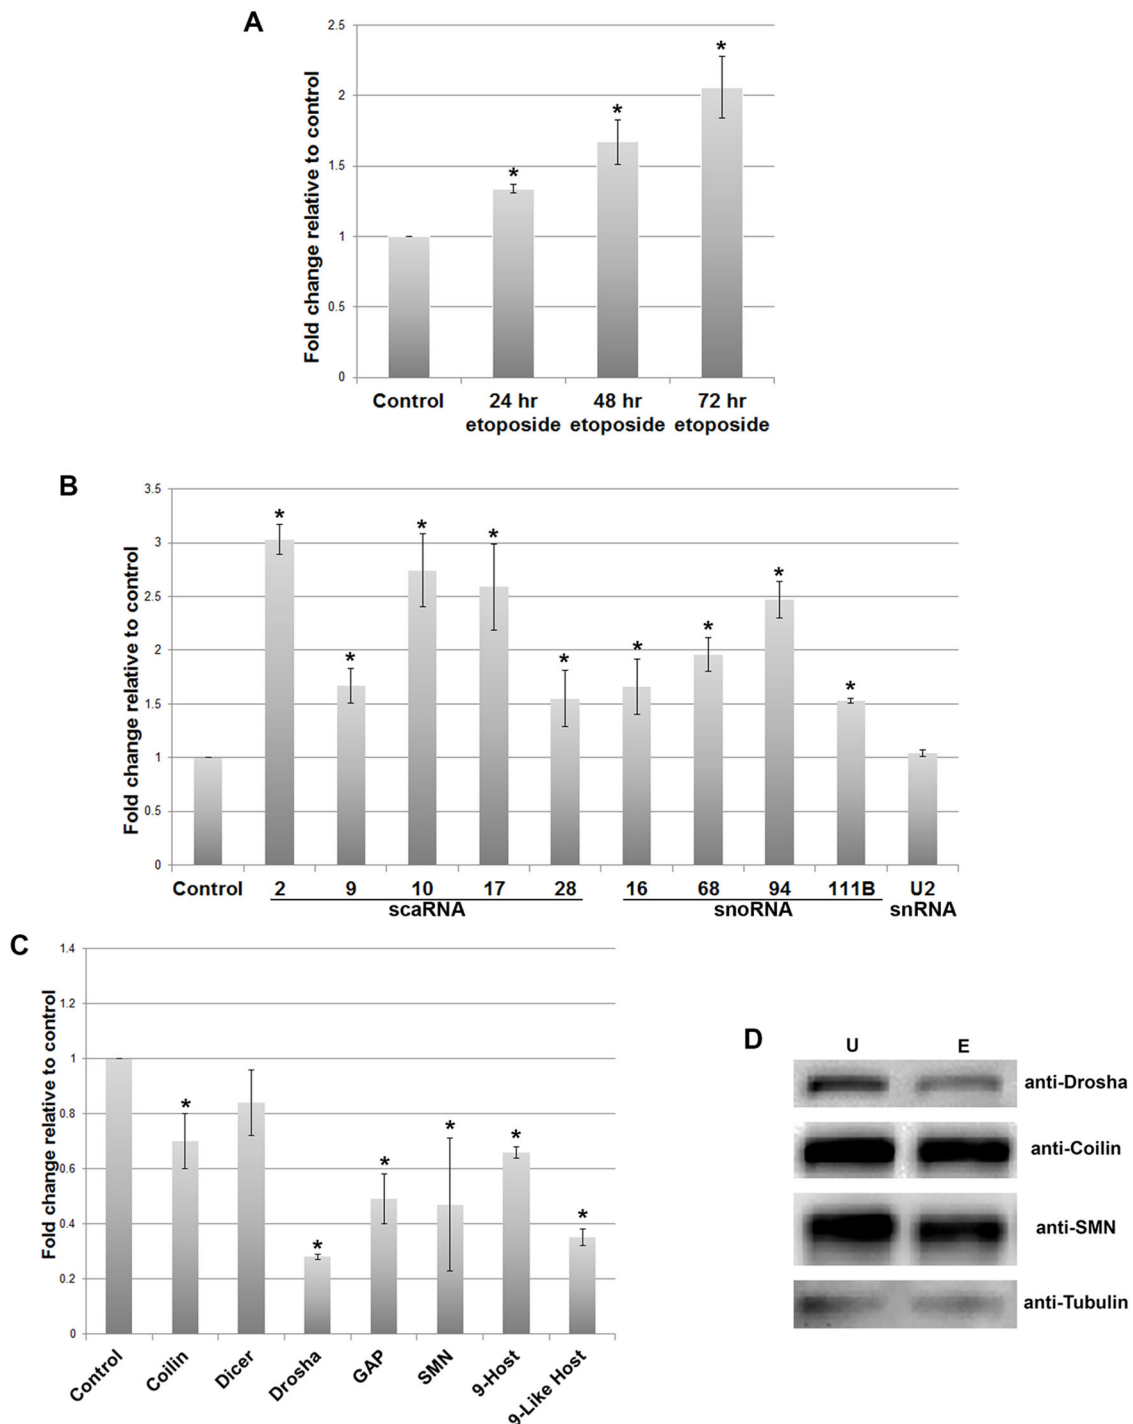 A
Fold change relative to control
2.5
2
1.5
1
0.5
0
* * *
Control 24 hr 48 hr 72 hr
etoposide etoposide etoposide
B
Fold change relative to control
3.5
3
2.5
2
1.5
1
0.5
0
* * * * * * * * *
Control 2 9 10 17 28 16 68 94 111B U2
scaRNA snoRNA snRNA
C
Fold change relative to control
1.4
1.2
1
0.8
0.6
0.4
0.2
0
* * * * * *
Control Coilin Dicer Drosha GAP SMN 9-Host 9-Like Host
D
U E
anti-Drosha
anti-Coilin
anti-SMN
anti-Tubulin